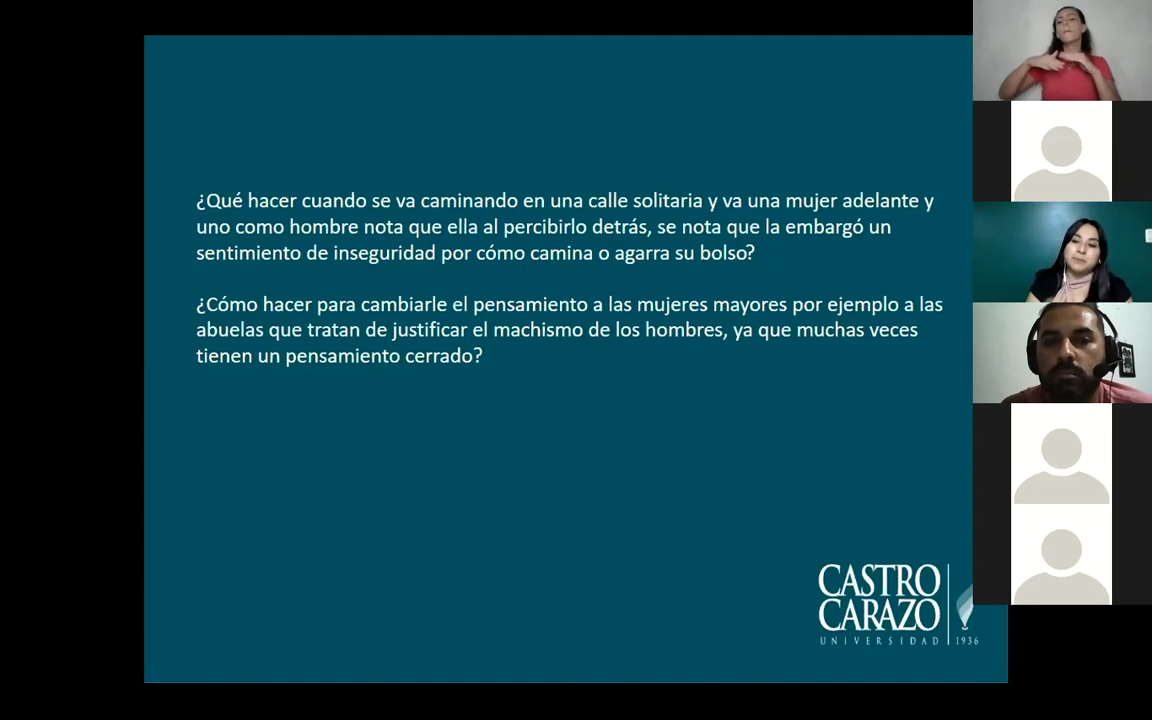 ¿Qué hacer cuando se va caminando en una calle solitaria y va una mujer adelante y
uno como hombre nota que ella al percibirlo detrás, se nota que la embargó un
sentimiento de inseguridad por cómo camina o agarra su bolso?
¿Cómo hacer para cambiarle el pensamiento a las mujeres mayores por ejemplo a las
abuelas que tratan de justificar el machismo de los hombres, ya que muchas veces
tienen un pensamiento cerrado?
CASTRO
CARAZO
UNIVERSIDAD 1936